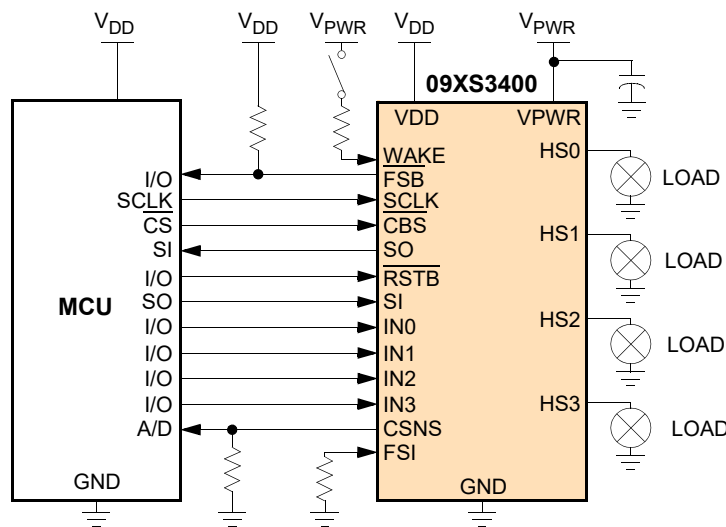 VDD VDD VPWR VDD VPWR
09XS3400
VDD VPWR
I/O
SCLK
CS
SI
I/O
SO
I/O
I/O
I/O
I/O
A/D
MCU
GND
WAKE
FSB
SCLK
CBS
SO
RSTB
SI
IN0
IN1
IN2
IN3
CSNS
FSI
GND
HS0
LOAD
HS1
LOAD
HS2
LOAD
HS3
LOAD